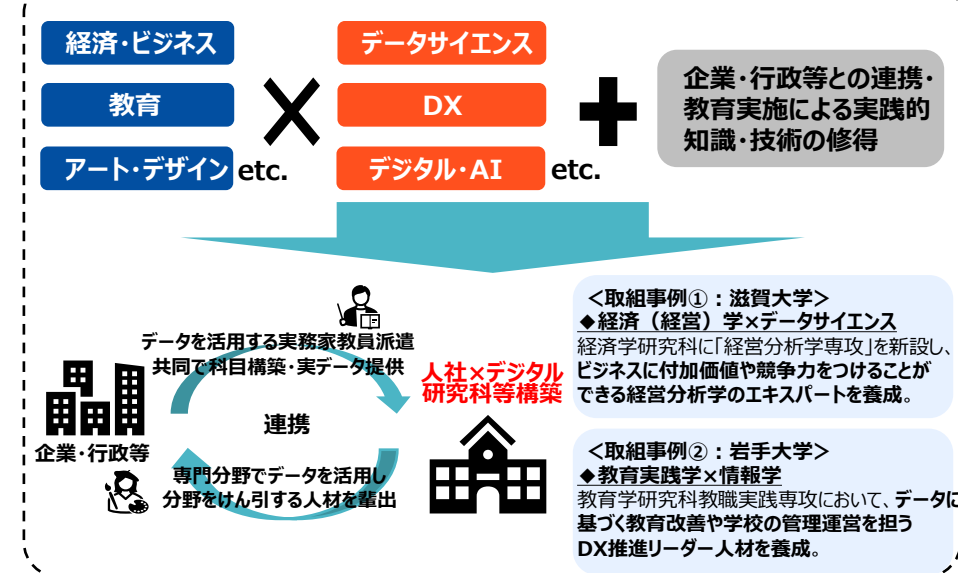 経済・ビジネス
データサイエンス
教育
DX
アート・デザイン etc.
デジタル・AI etc.
×
+
企業・行政等との連携・
教育実施による実践的
知識・技術の修得
データを活用する実務家教員派遣
共同で科目構築・実データ提供
人社×デジタル
研究科等構築
連携
企業・行政等
専門分野でデータを活用し
分野をけん引する人材を輩出
＜取組事例①：滋賀大学＞
◆経済（経営）学×データサイエンス
経済学研究科に「経営分析学専攻」を新設し、
ビジネスに付加価値や競争力をつけることが
できる経営分析学のエキスパートを養成。
＜取組事例②：岩手大学＞
◆教育実践学×情報学
教育学研究科教職実践専攻において、データに
基づく教育改善や学校の管理運営を担う
DX推進リーダー人材を養成。